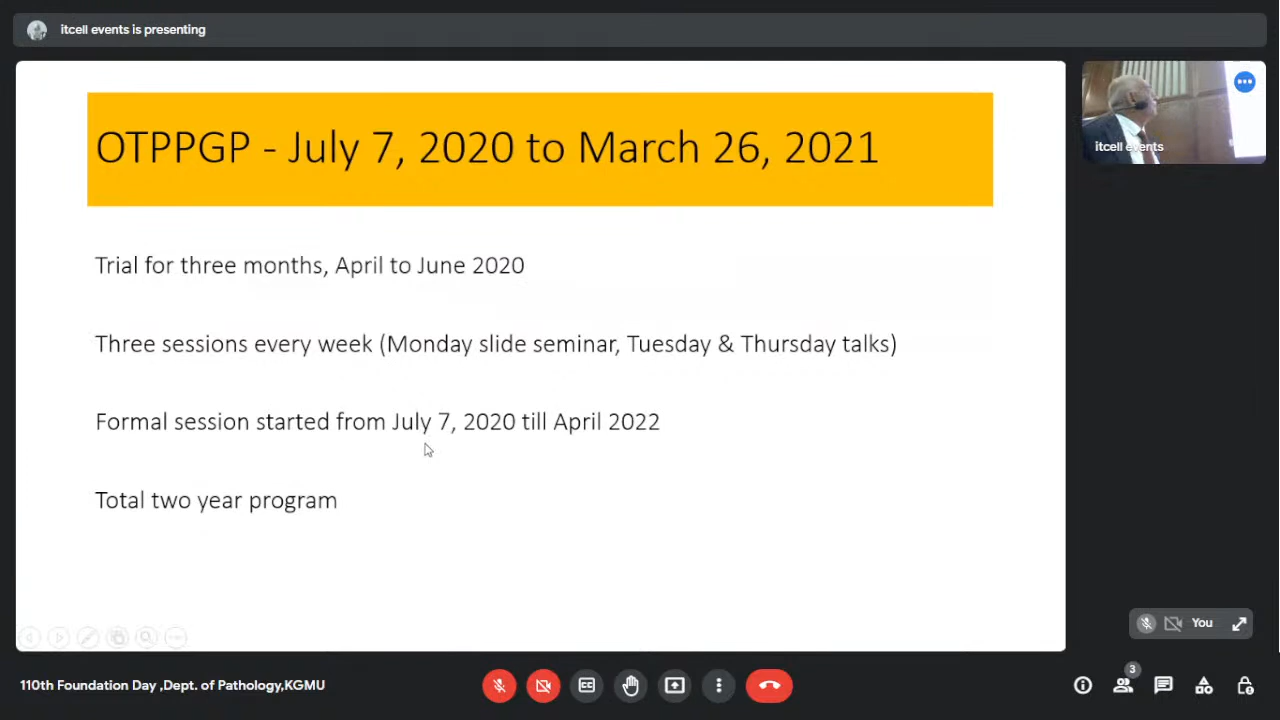 itcell events is presenting
OTPPGP - July 7, 2020 to March 26, 2021
itcell events
Trial for three months, April to June 2020
Three sessions every week (Monday slide seminar, Tuesday & Thursday talks)
Formal session started from July 7, 2020 till April 2022
Total two year program
You
110th Foundation Day ,Dept. of Pathology,KGMU
CC
3